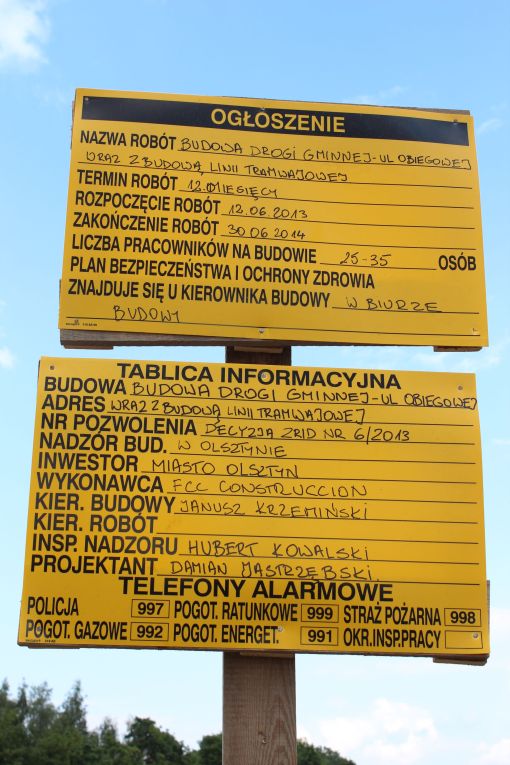 OGŁOSZENIE
NAZWA ROBÓT BUDOWA DROGI GMINNEJ-UL OBIEGOWEJ
WRAZ Z BUDOWĄ LINII TRAMWAJOWEJ
TERMIN ROBÓT 12 MIESIĘCY
ROZPOCZĘCIE ROBÓT 12.06.2013
ZAKOŃCZENIE ROBÓT 30.06 2014
LICZBA PRACOWNIKÓW NA BUDOWIE 25-35 OSÓB
PLAN BEZPIECZEŃSTWA I OCHRONY ZDROWIA
ZNAJDUJE SIĘ U KIEROWNIKA BUDOWY W BIURZE
BUDOWY
TABLICA INFORMACYJNA
BUDOWA BUDOWA DROGI GMINNEJ-UL OBIEGOWEJ
ADRES WRAZ Z BUDOWĄ LINII TRAMWAJOWEJ
NR POZWOLENIA DECYZJA ZRID NR 6/2013
NADZÓR BUD. W OLSZTYNIE
INWESTOR MIASTO OLSZTYN
WYKONAWCA FCC CONSTRUCCION
KIER. BUDOWY JANUSZ KRZEMIŃSKI
KIER. ROBÓT
INSP. NADZORU HUBERT KOWALSKI
PROJEKTANT DAMIAN JASTRZĘBSKI.
TELEFONY ALARMOWE
POLICJA 997 POGOT. RATUNKOWE 999 STRAŻ POŻARNA 998
POGOT. GAZOWE 992 POGOT. ENERGET. 991 OKR.INSP.PRACY